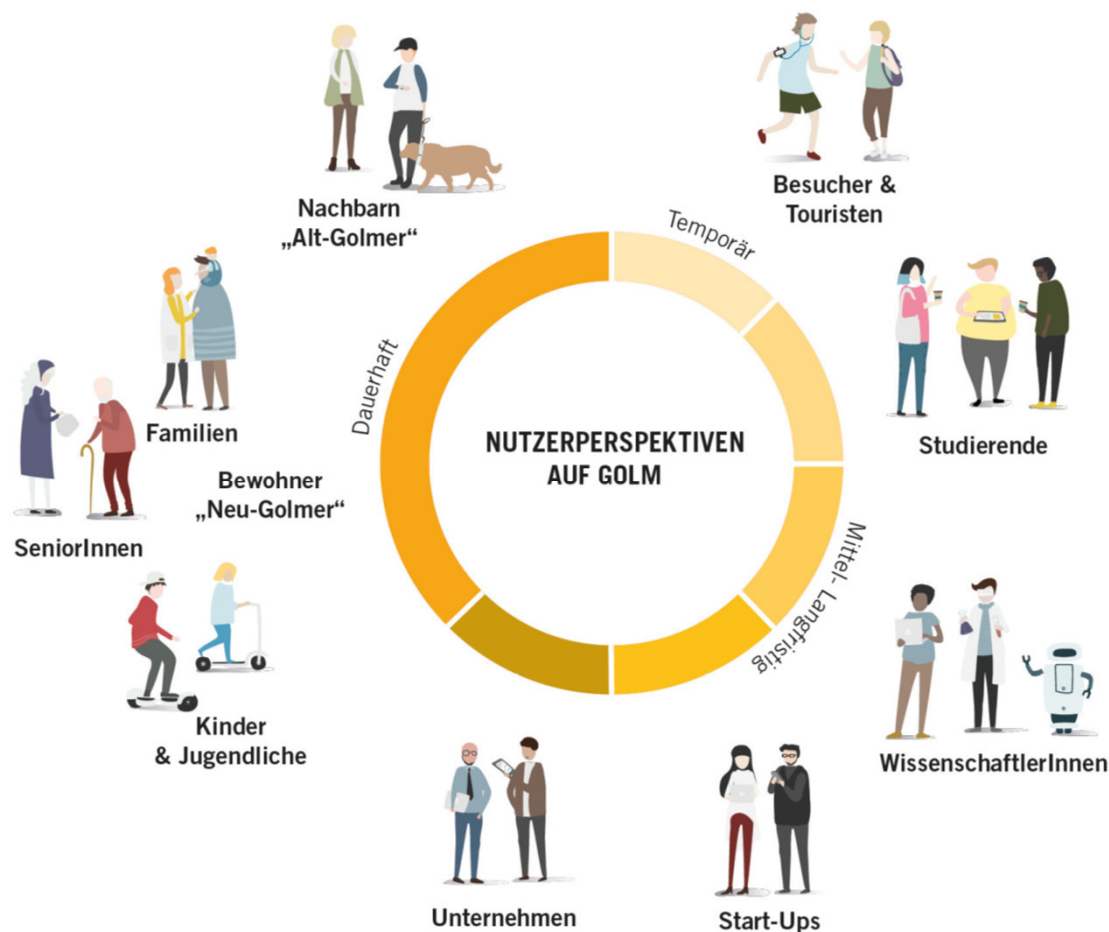 Nachbarn
„Alt-Golmer“
Besucher &
Touristen
Temporär
Dauerhaft
Familien
Bewohner
„Neu-Golmer“
SeniorInnen
NUTZERPERSPEKTIVEN
AUF GOLM
Studierende
Mittel- Langfristig
Kinder
& Jugendliche
WissenschaftlerInnen
Unternehmen
Start-Ups